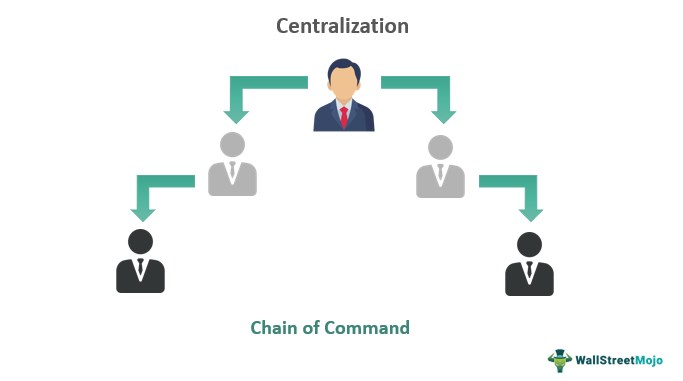 Centralization
Chain of Command
WallStreetMojo